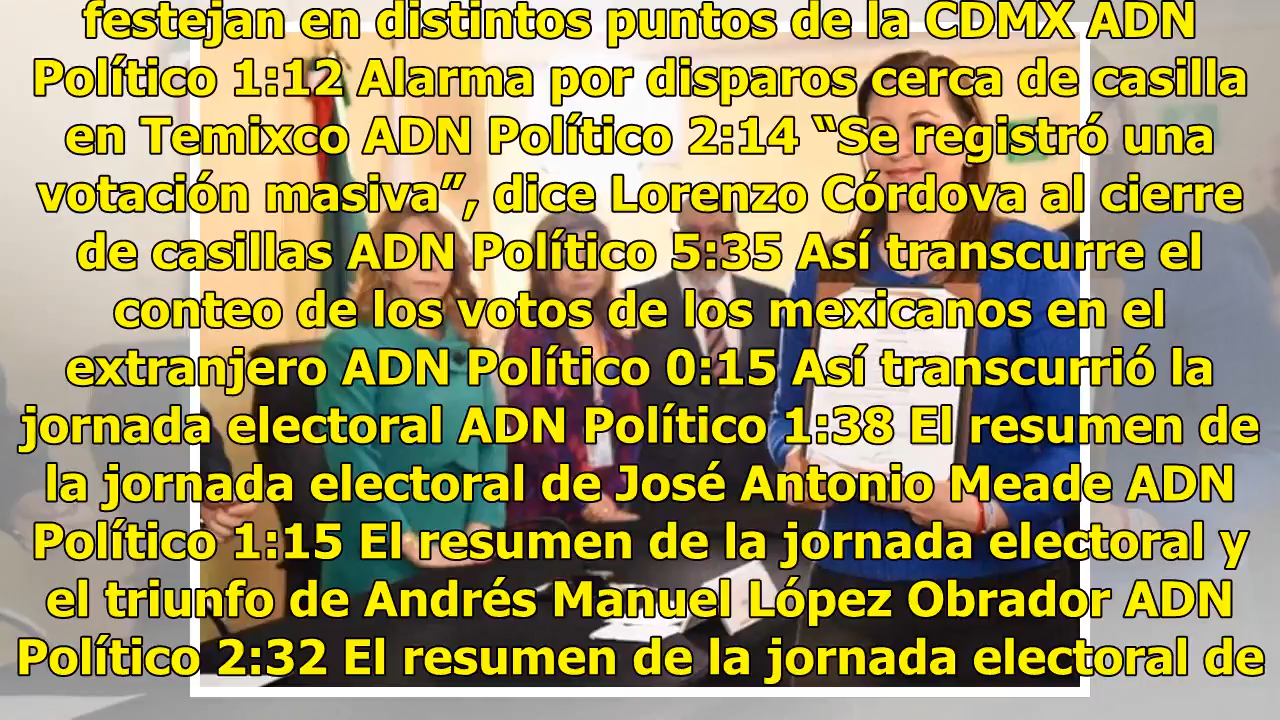 festejan en distintos puntos de la CDMX ADN
Político 1:12 Alarma por disparos cerca de casilla
en Temixco ADN Político 2:14 “Se registró una
votación masiva”, dice Lorenzo Córdova al cierre
de casillas ADN Político 5:35 Así transcurre el
conteo de los votos de los mexicanos en el
extranjero ADN Político 0:15 Así transcurrió la
jornada electoral ADN Político 1:38 El resumen de
la jornada electoral de José Antonio Meade ADN
Político 1:15 El resumen de la jornada electoral y
el triunfo de Andrés Manuel López Obrador ADN
Político 2:32 El resumen de la jornada electoral de